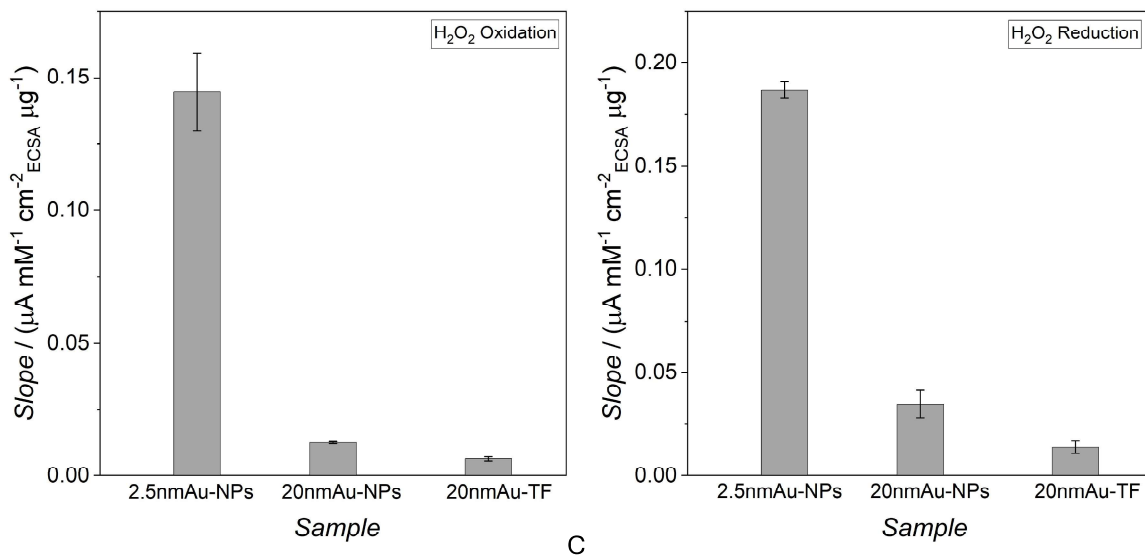 H₂O₂ Oxidation
0.15
0.10
0.05
0.00
Slope / (µA mM⁻¹ cm⁻²ECSA µg⁻¹)
2.5nmAu-NPs 20nmAu-NPs 20nmAu-TF
Sample
H₂O₂ Reduction
0.20
0.15
0.10
0.05
0.00
Slope / (µA mM⁻¹ cm⁻²ECSA µg⁻¹)
2.5nmAu-NPs 20nmAu-NPs 20nmAu-TF
Sample
C